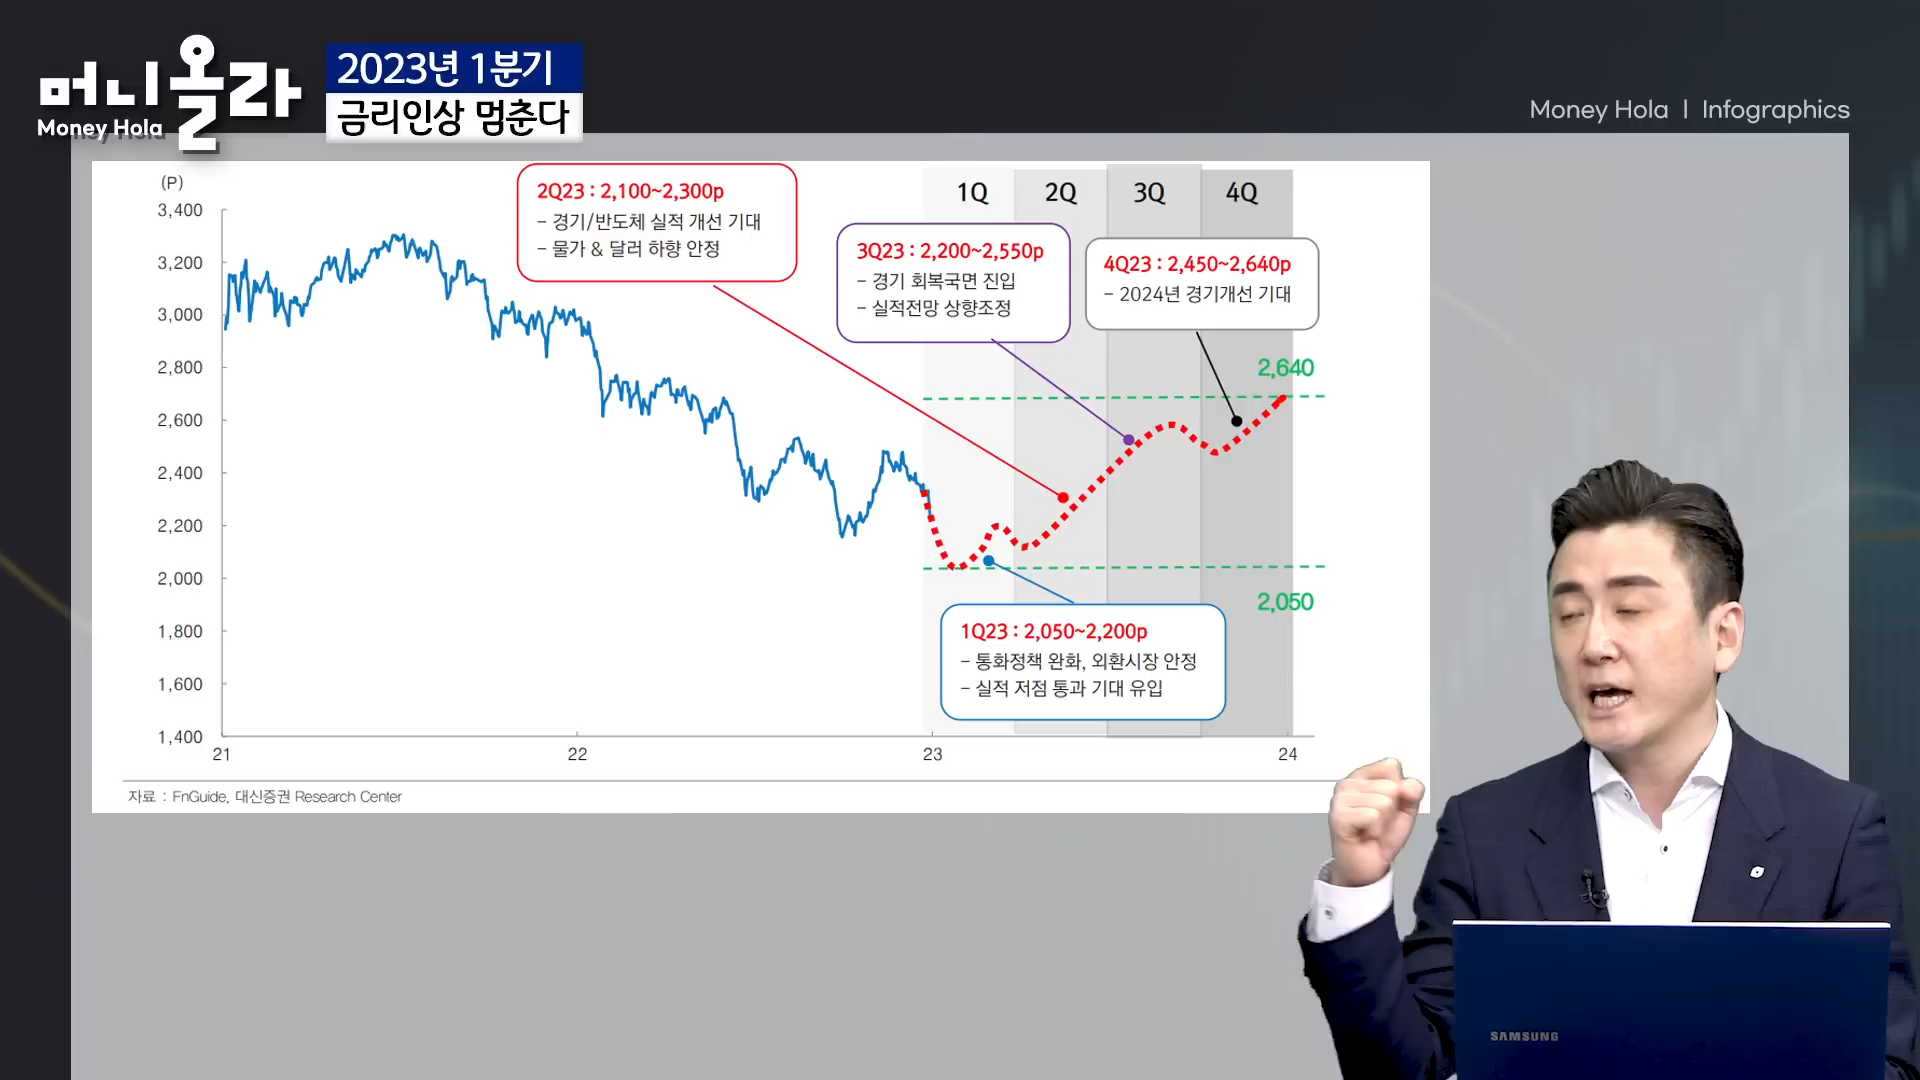 머니올라
Money Hola
2023년 1분기
금리인상 멈춘다
Money Hola | Infographics
(P)
3,400
3,200
3,000
2,800
2,600
2,400
2,200
2,000
1,800
1,600
1,400
21
22
23
24
1Q
2Q
3Q
4Q
2Q23 : 2,100~2,300p
- 경기/반도체 실적 개선 기대
- 물가 & 달러 하향 안정
3Q23 : 2,200~2,550p
- 경기 회복국면 진입
- 실적전망 상향조정
4Q23 : 2,450~2,640p
- 2024년 경기개선 기대
2,640
2,050
1Q23 : 2,050~2,200p
- 통화정책 완화, 외환시장 안정
- 실적 저점 통과 기대 유입
자료 : FnGuide, 대신증권 Research Center
SAMSUNG